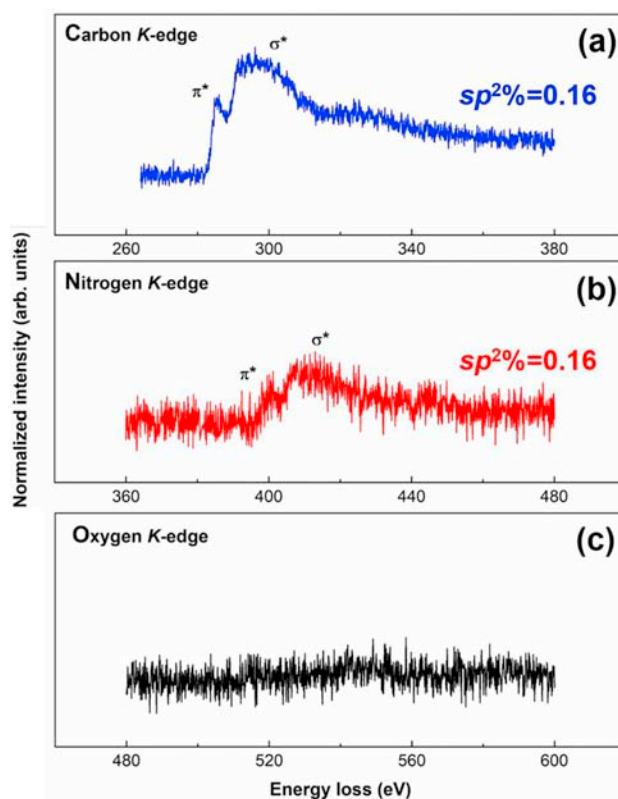 Carbon K-edge
(a)
σ*
π*
sp²%=0.16
260 300 340 380
Nitrogen K-edge
(b)
σ*
π*
sp²%=0.16
360 400 440 480
Oxygen K-edge
(c)
480 520 560 600
Energy loss (eV)
Normalized intensity (arb. units)